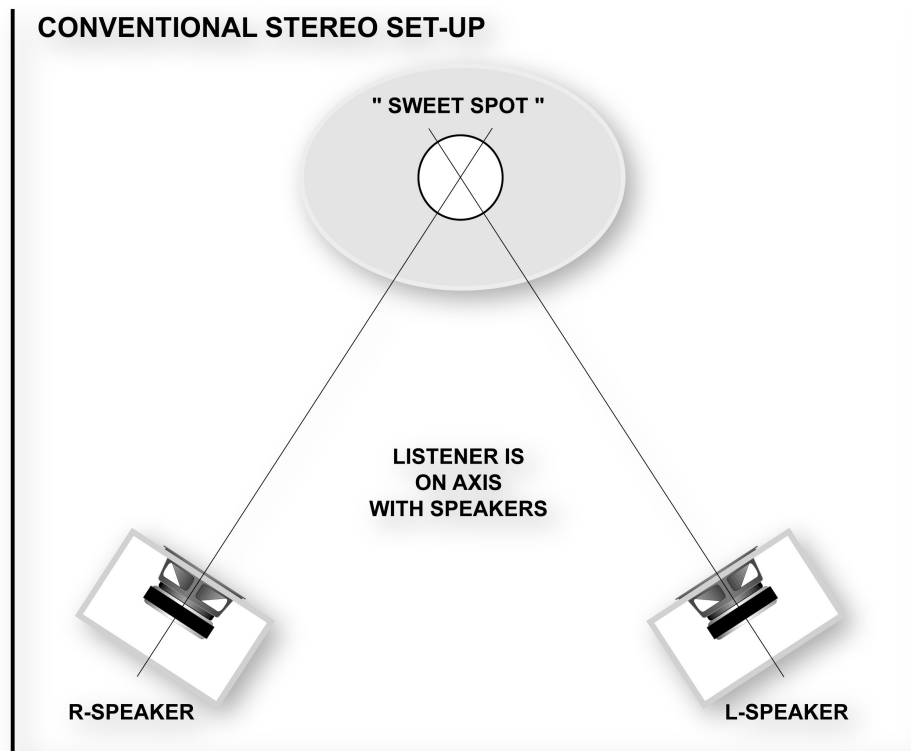 CONVENTIONAL STEREO SET-UP
" SWEET SPOT "
LISTENER IS
ON AXIS
WITH SPEAKERS
R-SPEAKER
L-SPEAKER